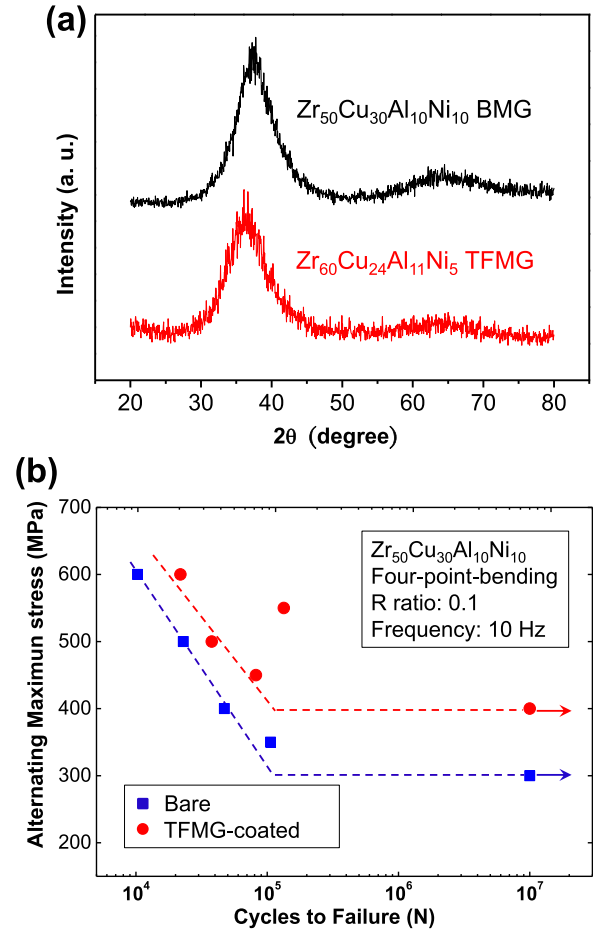 (a)
Intensity (a. u.)
Zr50Cu30Al10Ni10 BMG
Zr60Cu24Al11Ni5 TFMG
20 30 40 50 60 70 80
2θ (degree)
(b)
Alternating Maximun stress (MPa)
700
600
500
400
300
200
Zr50Cu30Al10Ni10
Four-point-bending
R ratio: 0.1
Frequency: 10 Hz
Bare
TFMG-coated
10^4 10^5 10^6 10^7
Cycles to Failure (N)